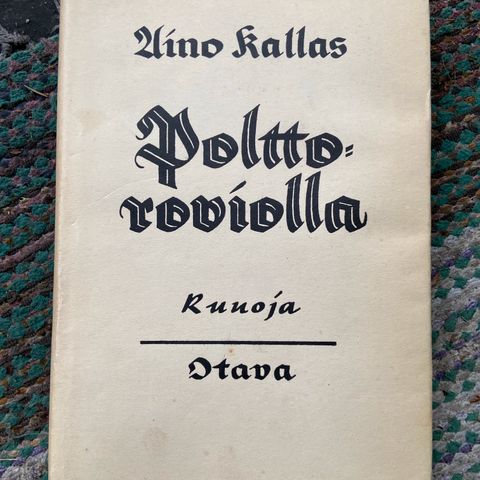 Aino Kallas
Poltto-
roviolla
Runoja
Otava